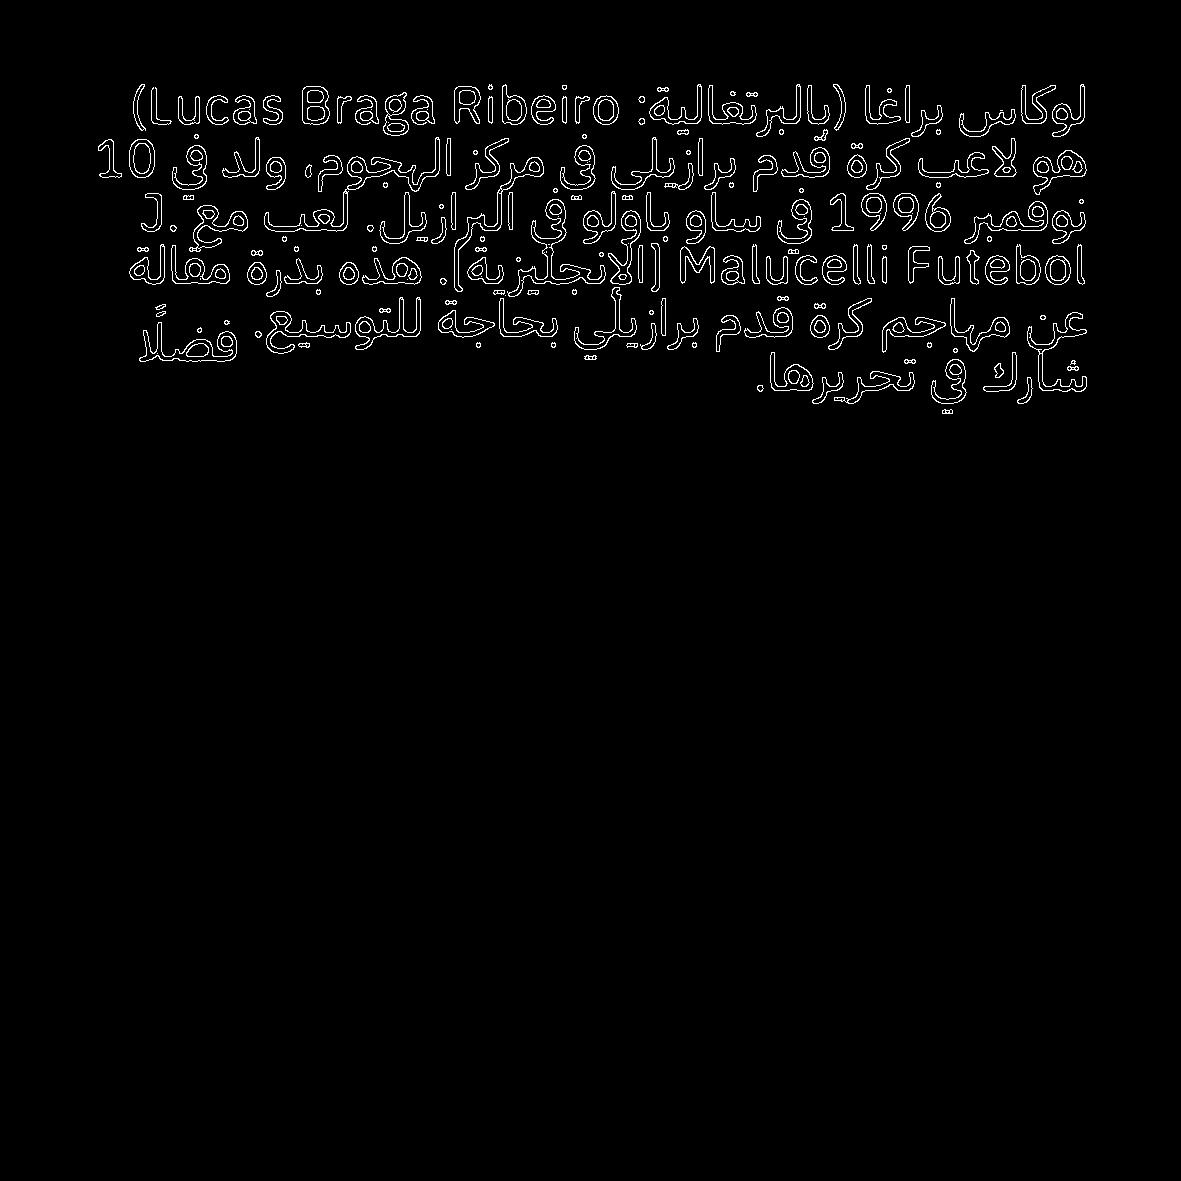 لوكاس براغا (بالبرتغالية: Lucas Braga Ribeiro)
هو لاعب كرة قدم برازيلي في مركز الهجوم، ولد في 10
نوفمبر 1996 في ساو باولو في البرازيل. لعب مع J.
Malucelli Futebol [الإنجليزية]. هذه بذرة مقالة
عن مهاجم كرة قدم برازيلي بحاجة للتوسيع. فضلًا
شارك في تحريرها.